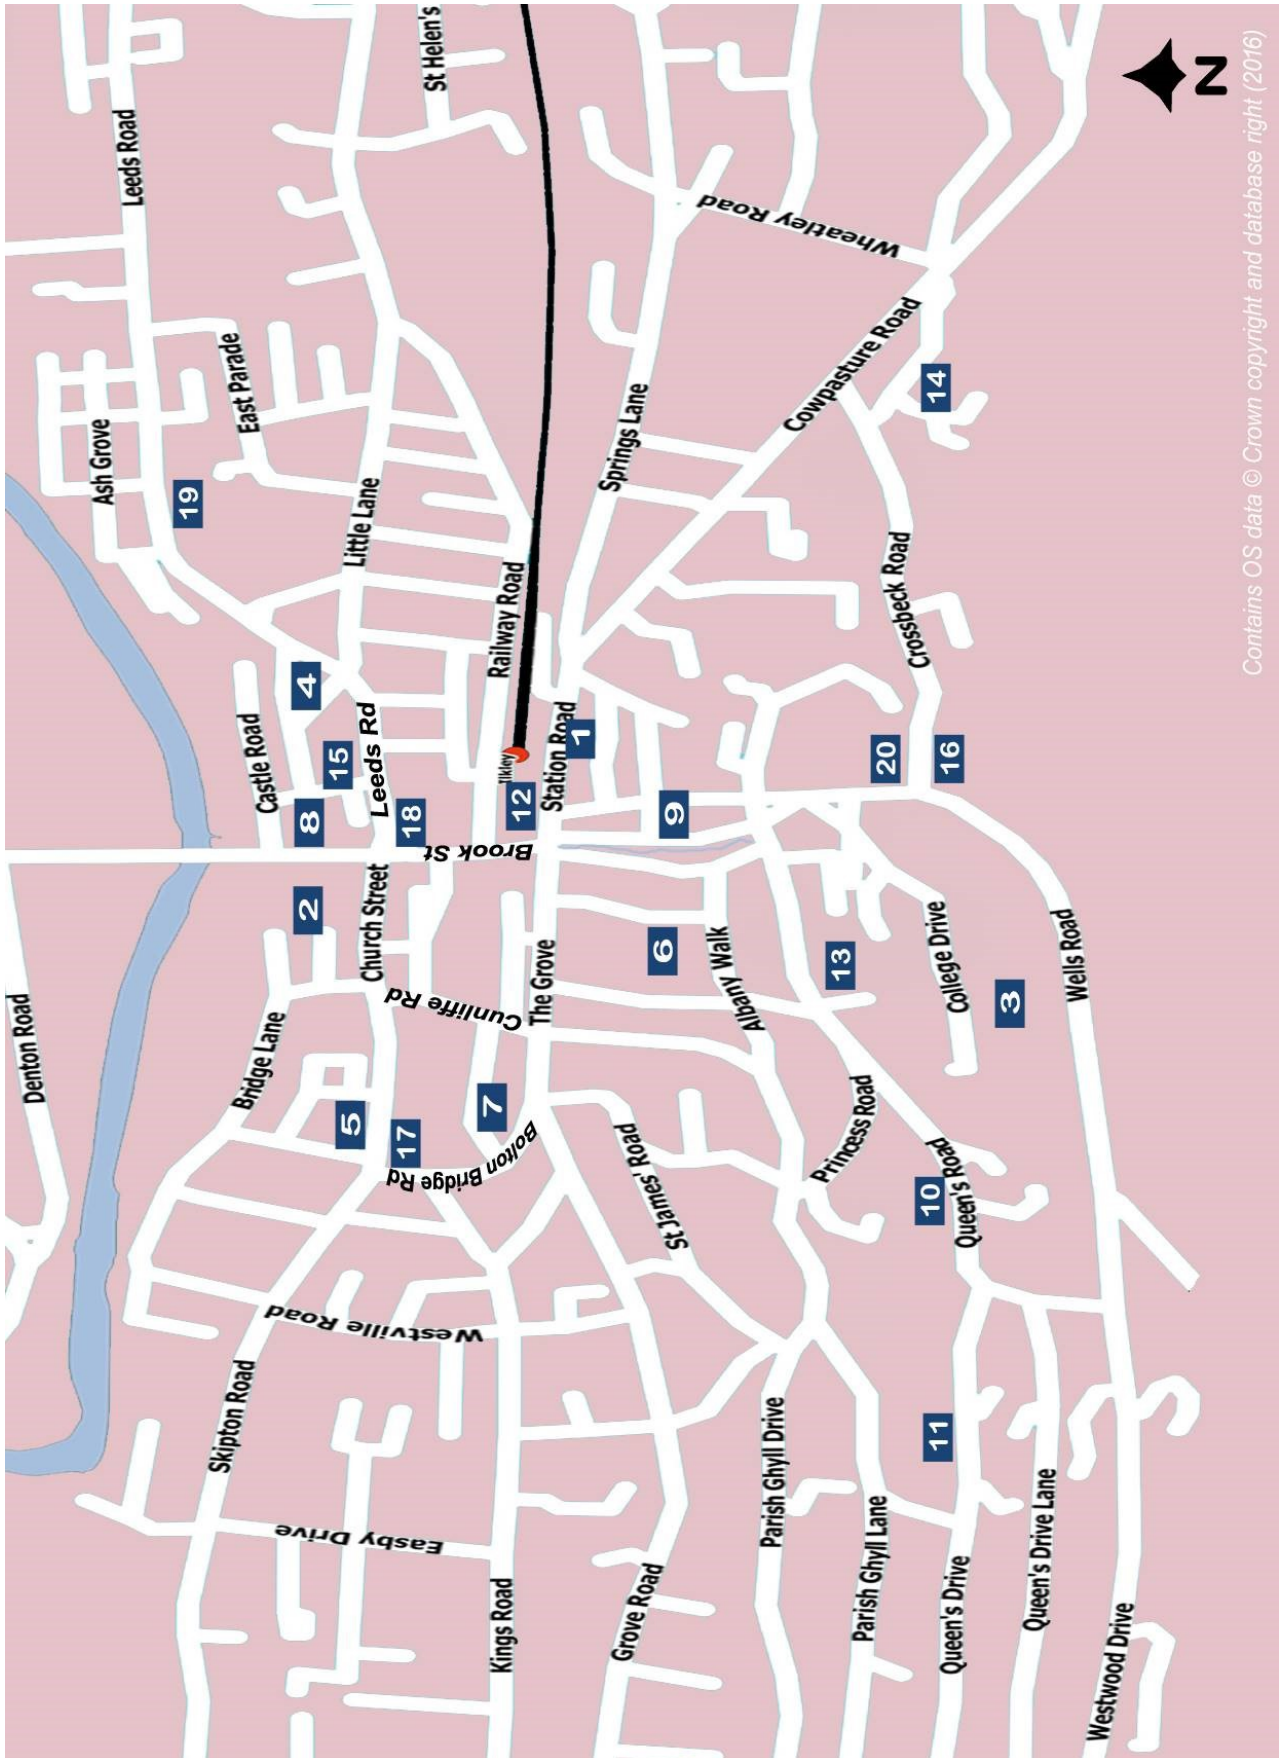 Leeds Road
St Helen's
Ash Grove
East Parade
Wheatley Road
N
19
Little Lane
Springs Lane
Cowpasture Road
14
Castle Road
4
Railway Road
Crossbeck Road
15
Leeds Rd
Ilkley
Station Road
1
20
16
8
18
12
9
Brook St
2
Church Street
Denton Road
Cunliffe Rd
The Grove
6
Albany Walk
13
College Drive
3
Wells Road
Bridge Lane
5
17
7
Bolton Bridge Rd
St James' Road
Princess Road
10
Queen's Road
Westville Road
Skipton Road
Parish Ghyll Drive
11
Easby Drive
Kings Road
Grove Road
Parish Ghyll Lane
Queen's Drive
Queen's Drive Lane
Westwood Drive
Contains OS data © Crown copyright and database right (2016)